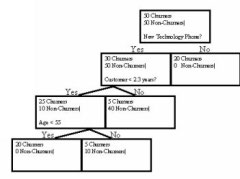 50 Churners
50 Non-Churners
New Technology Phone?
Yes No
30 Churners
50 Non-Churners
Customer < 2.3 years?
20 Churners
0 Non-Churners
Yes No
25 Churners
10 Non-Churners
Age < 55
5 Churners
40 Non-Churners
Yes No
20 Churners
0 Non-Churners
5 Churners
10 Non-Churners